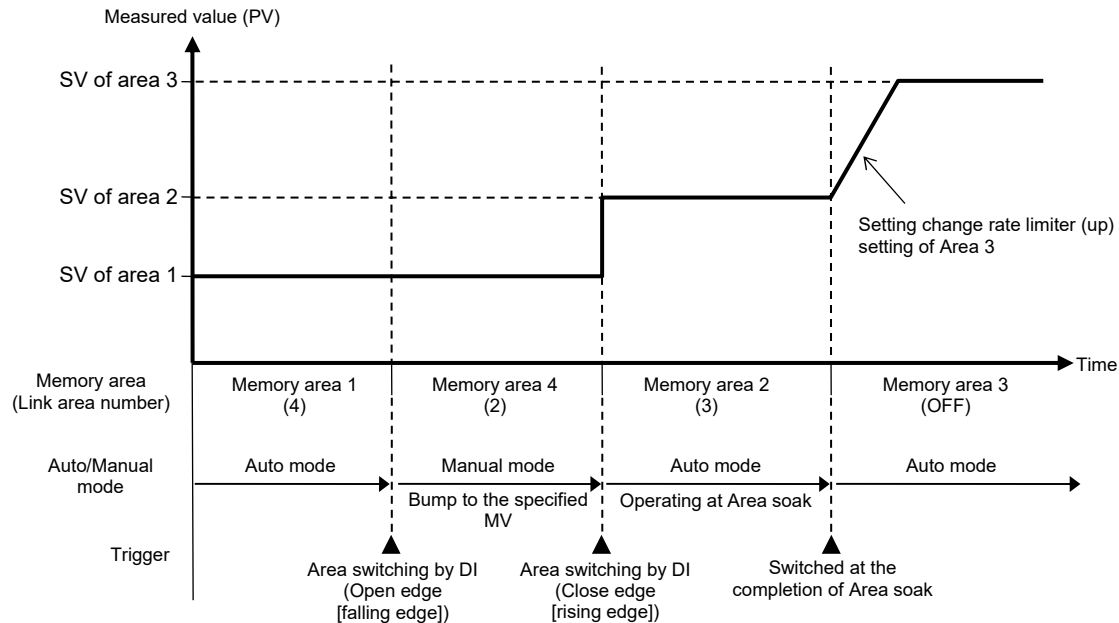 Measured value (PV)
SV of area 3
SV of area 2
SV of area 1
Setting change rate limiter (up)
setting of Area 3
Time
Memory area
(Link area number)
Memory area 1
(4)
Memory area 4
(2)
Memory area 2
(3)
Memory area 3
(OFF)
Auto/Manual
mode
Auto mode
Manual mode
Bump to the specified
MV
Auto mode
Operating at Area soak
Auto mode
Trigger
Area switching by DI
(Open edge
[falling edge])
Area switching by DI
(Close edge
[rising edge])
Switched at the
completion of Area soak